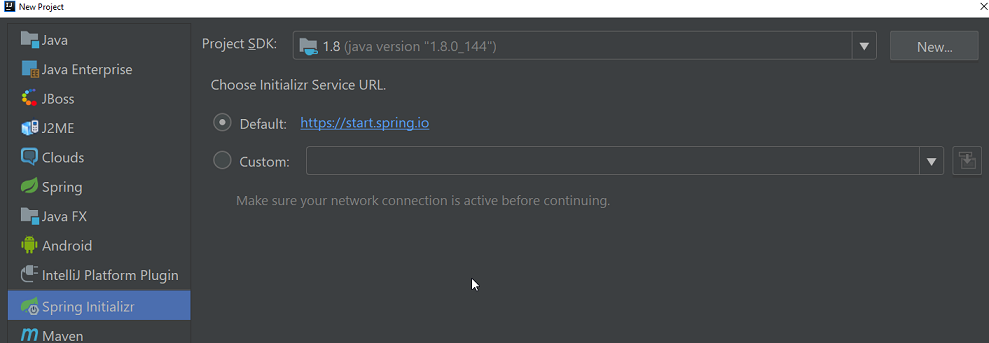 New Project
Java
Java Enterprise
JBoss
J2ME
Clouds
Spring
Java FX
Android
IntelliJ Platform Plugin
Spring Initializr
Maven
Project SDK: 1.8 (java version "1.8.0_144") New...
Choose Initializr Service URL.
Default: https://start.spring.io
Custom:
Make sure your network connection is active before continuing.